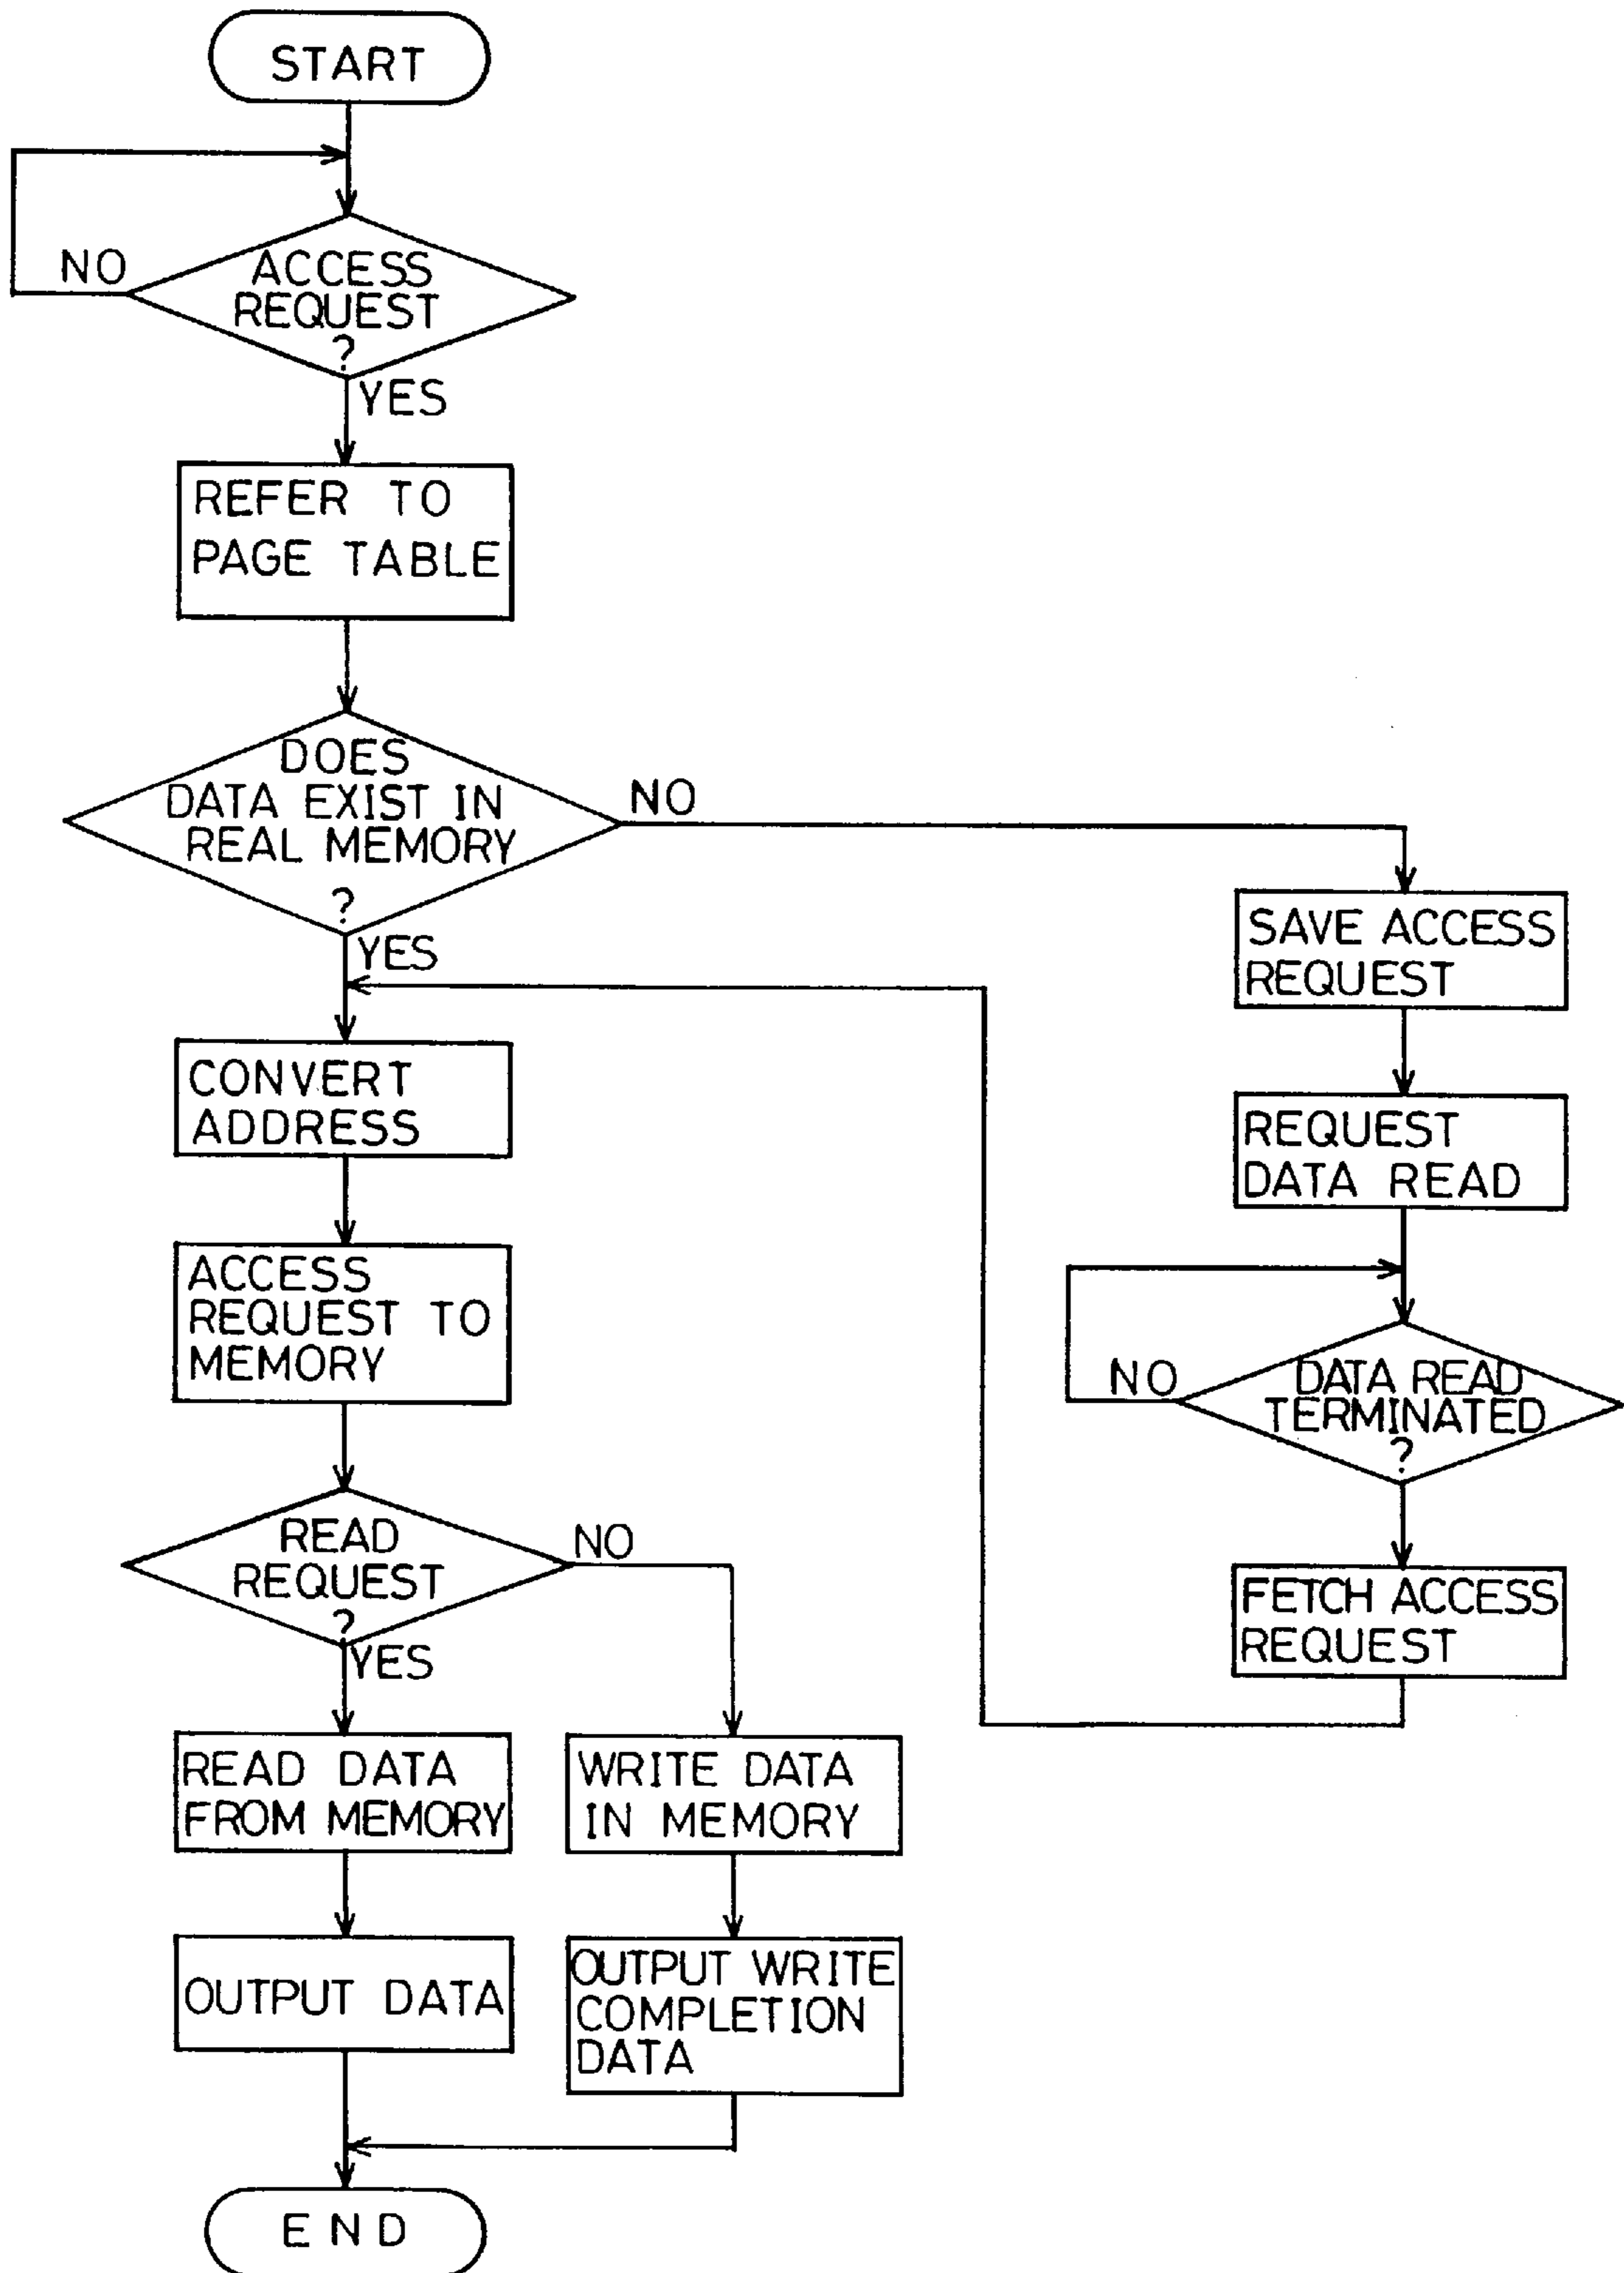 START
NO
ACCESS
REQUEST
?
YES
REFER TO
PAGE TABLE
DOES
DATA EXIST IN
REAL MEMORY
?
NO
YES
SAVE ACCESS
REQUEST
CONVERT
ADDRESS
REQUEST
DATA READ
ACCESS
REQUEST TO
MEMORY
NO
DATA READ
TERMINATED
?
READ
REQUEST
?
NO
YES
FETCH ACCESS
REQUEST
READ DATA
FROM MEMORY
WRITE DATA
IN MEMORY
OUTPUT DATA
OUTPUT WRITE
COMPLETION
DATA
END